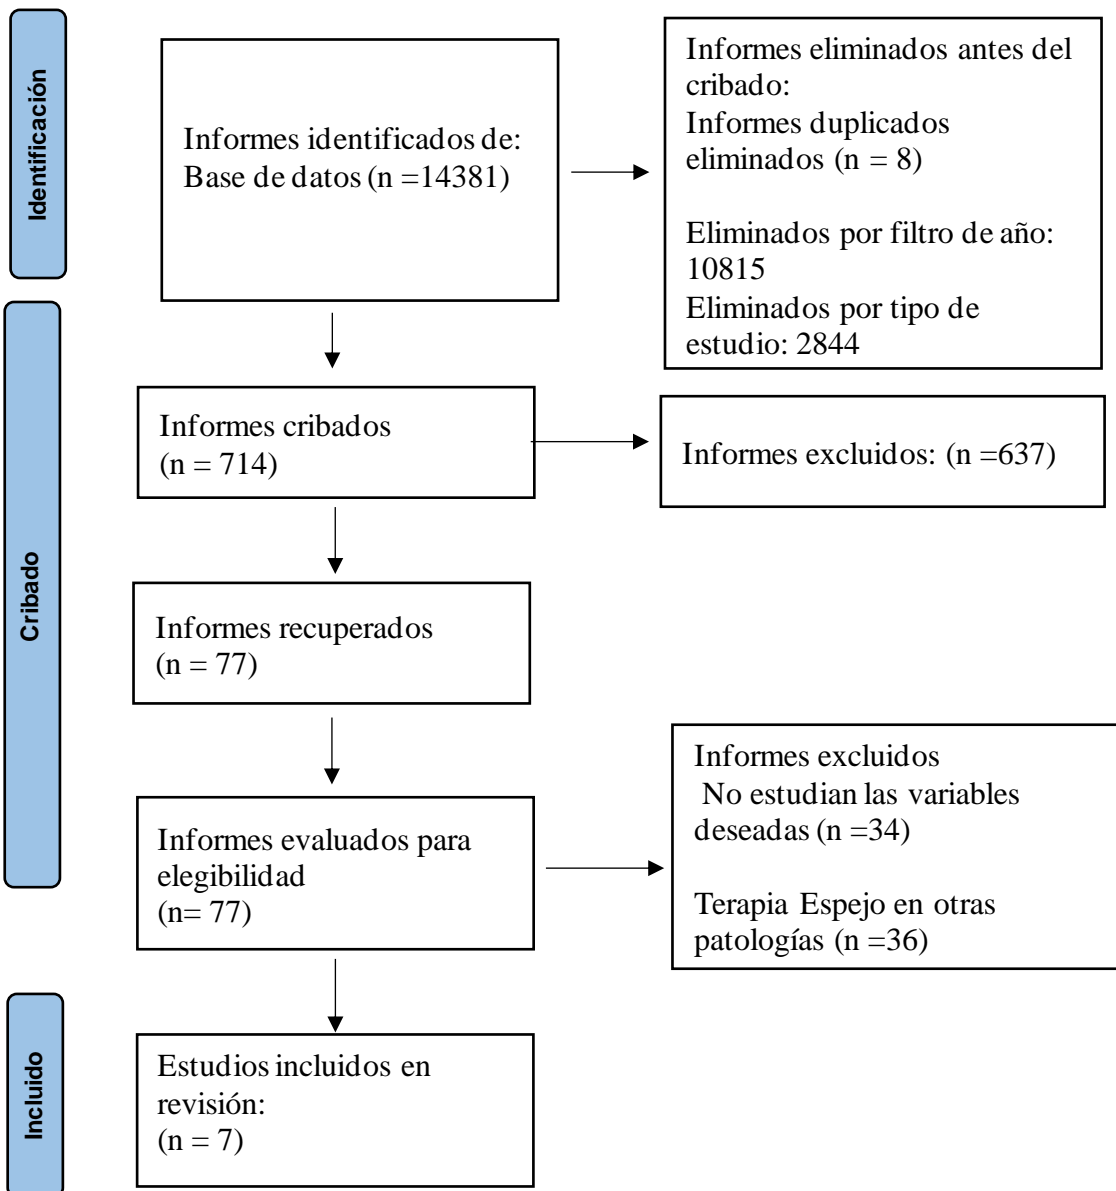 Identificación
Informes identificados de:
Base de datos (n =14381)
Informes eliminados antes del
cribado:
Informes duplicados
eliminados (n = 8)
Eliminados por filtro de año:
10815
Eliminados por tipo de
estudio: 2844
Cribado
Informes cribados
(n = 714)
Informes excluidos: (n =637)
Informes recuperados
(n = 77)
Informes evaluados para
elegibilidad
(n= 77)
Informes excluidos
No estudian las variables
deseadas (n =34)
Terapia Espejo en otras
patologías (n =36)
Incluido
Estudios incluidos en
revisión:
(n = 7)